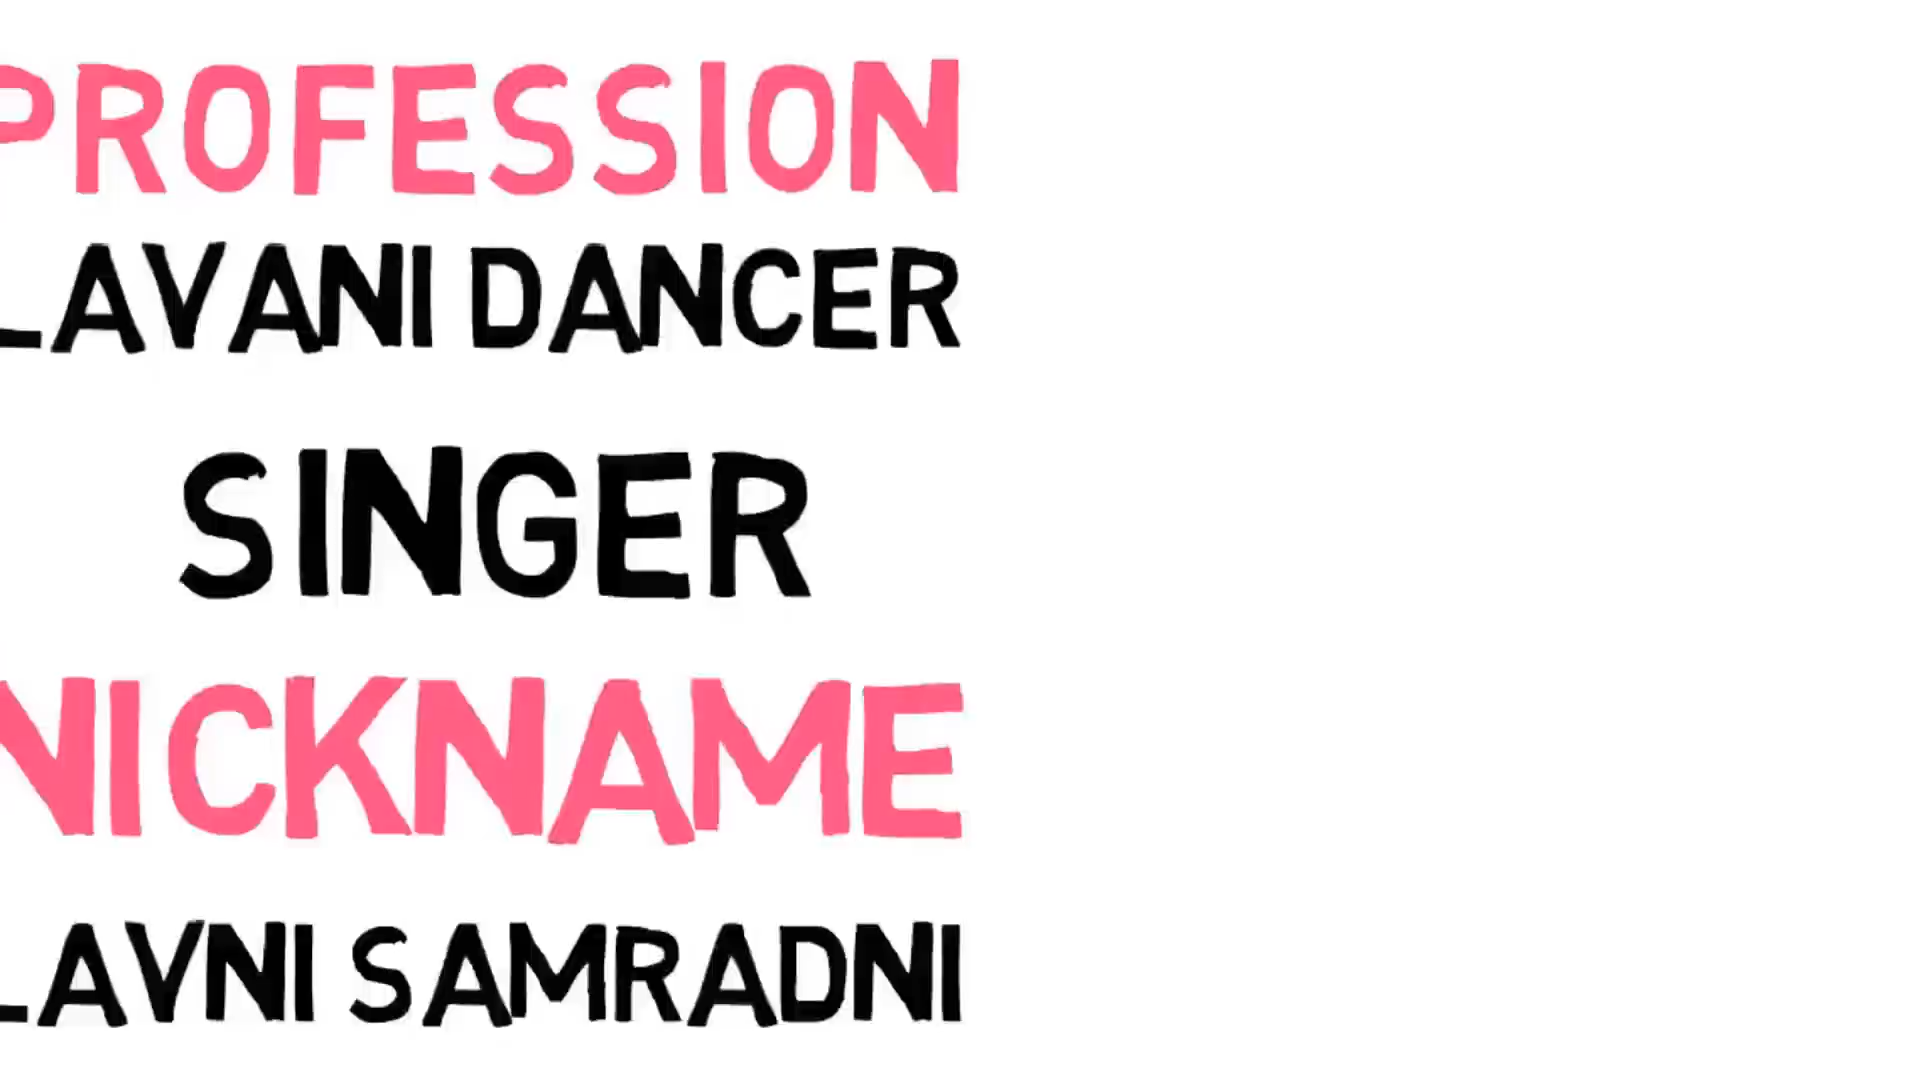 PROFESSION
LAVANI DANCER
SINGER
NICKNAME
LAVNI SAMRADNI